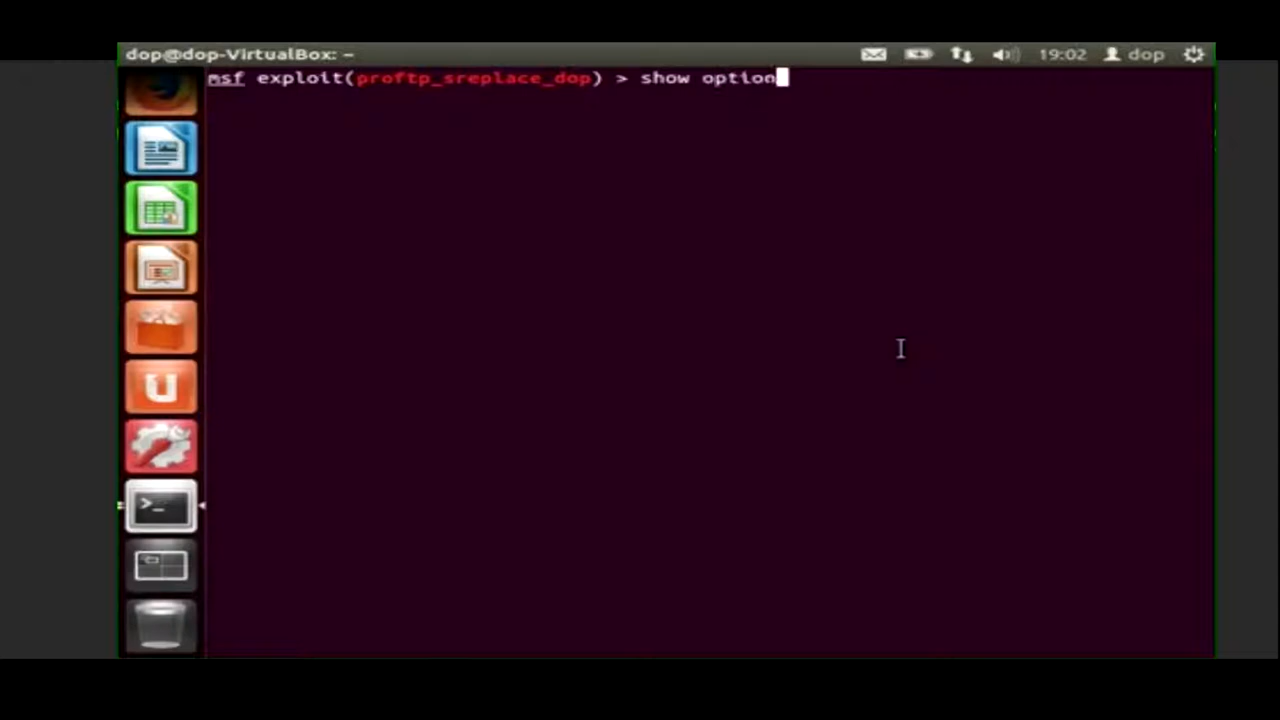 dop@dop-VirtualBox: ~
19:02
dop
msf exploit(proftp_sreplace_dop) > show option